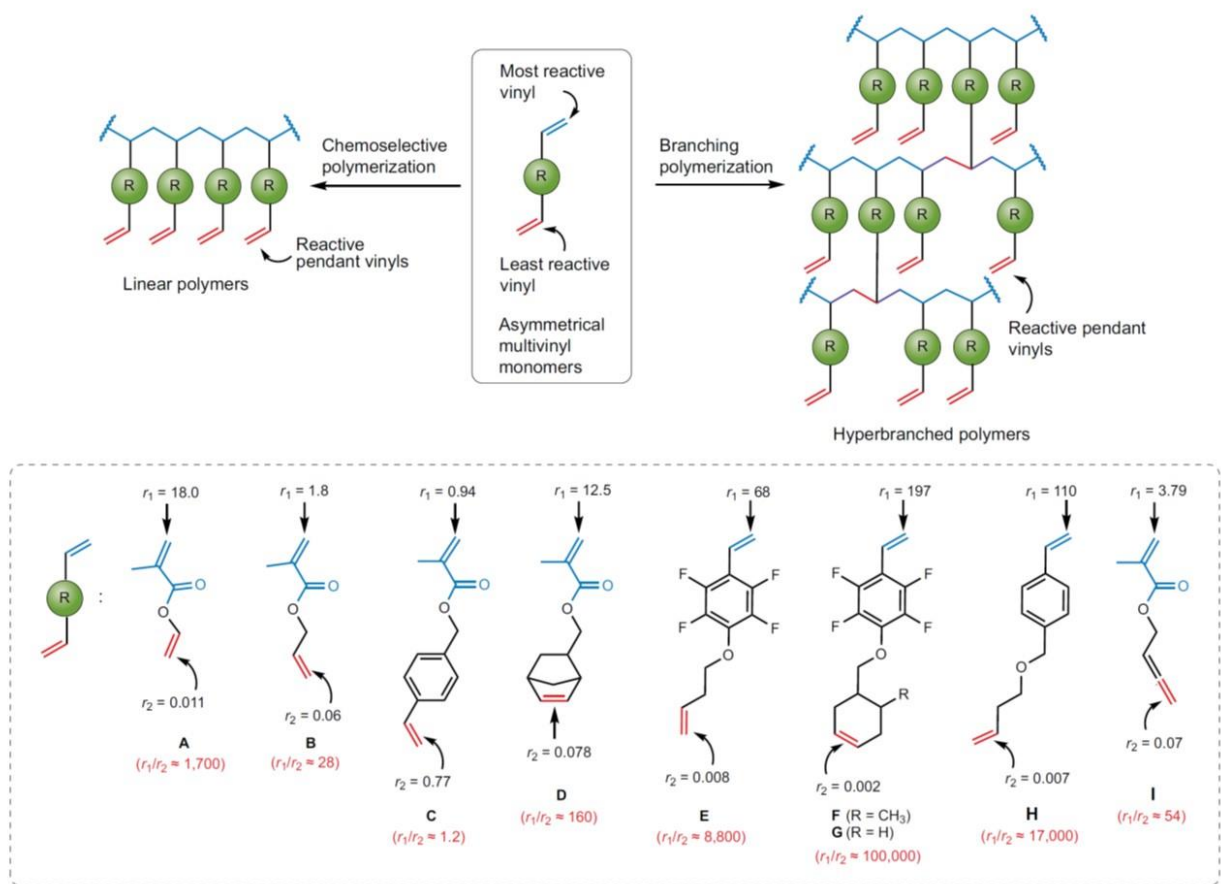 Most reactive
vinyl
R
Least reactive
vinyl
Asymmetrical
multivinyl
monomers
Chemoselective
polymerization
R R R R
Reactive
pendant vinyls
Linear polymers
Branching
polymerization
R R R R
R R R R
R R R
Reactive pendant
vinyls
Hyperbranched polymers
R :
r₁ = 18.0
O
O
r₂ = 0.011
A
(r₁/r₂ ≈ 1,700)
r₁ = 1.8
O
O
r₂ = 0.06
B
(r₁/r₂ ≈ 28)
r₁ = 0.94
O
O
r₂ = 0.77
C
(r₁/r₂ ≈ 1.2)
r₁ = 12.5
O
O
r₂ = 0.078
D
(r₁/r₂ ≈ 160)
r₁ = 68
F F
F F
O
r₂ = 0.008
E
(r₁/r₂ ≈ 8,800)
r₁ = 197
F F
F F
O
R
r₂ = 0.002
F (R = CH₃)
G (R = H)
(r₁/r₂ ≈ 100,000)
r₁ = 110
O
r₂ = 0.007
H
(r₁/r₂ ≈ 17,000)
r₁ = 3.79
O
O
r₂ = 0.07
I
(r₁/r₂ ≈ 54)